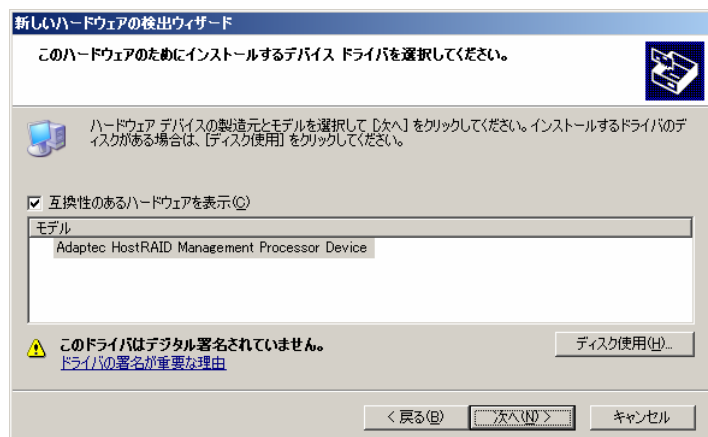 新しいハードウェアの検出ウィザード
このハードウェアのためにインストールするデバイス ドライバを選択してください。
ハードウェア デバイスの製造元とモデルを選択して [次へ] をクリックしてください。インストールするドライバのデ
ィスクがある場合は、[ディスク使用] をクリックしてください。
互換性のあるハードウェアを表示(C)
モデル
Adaptec HostRAID Management Processor Device
このドライバはデジタル署名されていません。
ドライバの署名が重要な理由
ディスク使用(H)...
< 戻る(B)
次へ(N) >
キャンセル